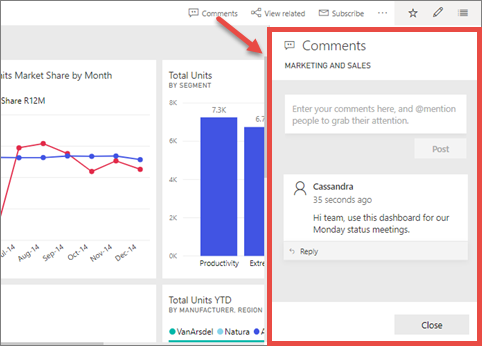 Comments
View related
Subscribe
Comments
MARKETING AND SALES
Enter your comments here, and @mention
people to grab their attention.
Post
Cassandra
35 seconds ago
Hi team, use this dashboard for our
Monday status meetings.
Reply
Close
nits Market Share by Month
Share R12M
ul-14
Aug-14
Sep-14
Oct-14
Nov-14
Dec-14
Total Units
BY SEGMENT
8K
6K
4K
2K
0K
7.3K
6.7
Productivity
Extre
Total Units YTD
BY MANUFACTURER, REGION
VanArsdel
Natura
A